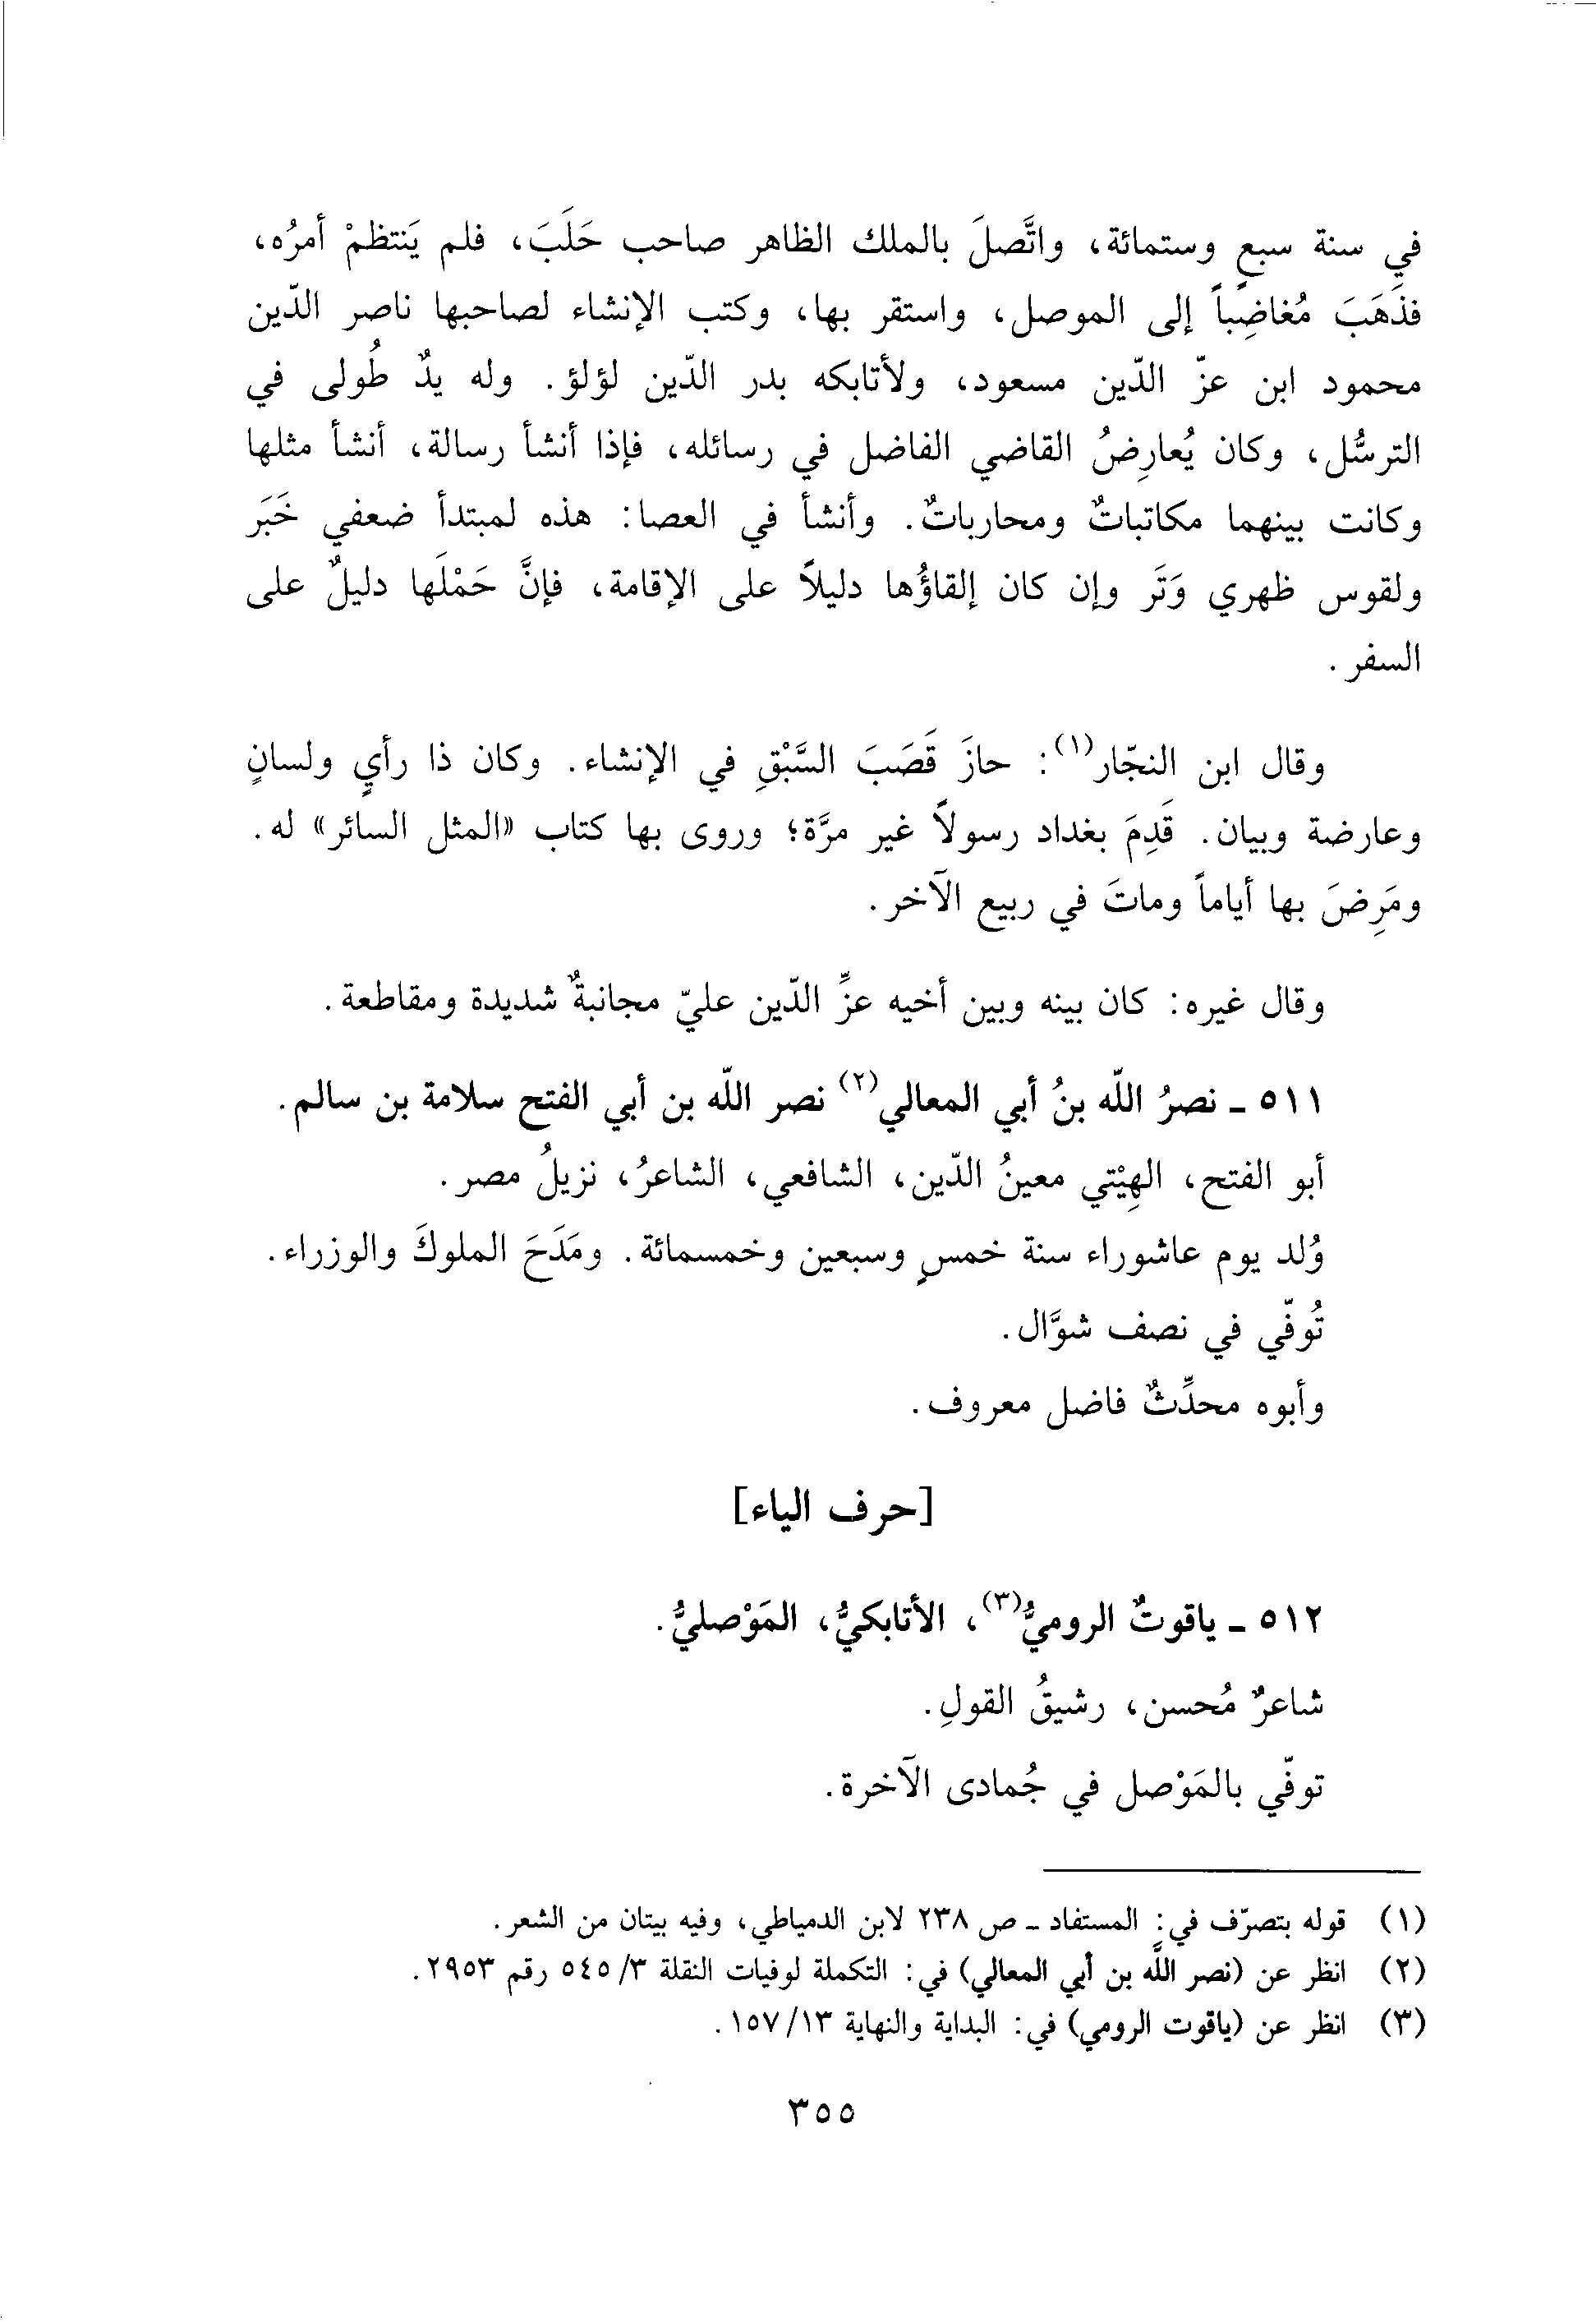 في سنة سبعٍ وستمائة، واتَّصلَ بالملك الظاهر صاحب حَلَبَ، فلم يَنتظمْ أمرُه،
فذَهَبَ مُغاضِباً إلى الموصل، واستقر بها، وكتب الإنشاء لصاحبها ناصر الدّين
محمود ابن عزّ الدّين مسعود، ولأتابكه بدر الدّين لؤلؤ. وله يدٌ طُولى في
الترسُّل، وكان يُعارِضُ القاضي الفاضل في رسائله، فإذا أنشأ رسالة، أنشأ مثلها
وكانت بينهما مكاتباتٌ ومحارباتٌ. وأنشأ في العصا: هذه لمبتدأ ضعفي خَبَر
ولقوس ظهري وَتَر وإن كان إلقاؤُها دليلاً على الإقامة، فإنَّ حَمْلَها دليلٌ على
السفر.
وقال ابن النجّار(١): حازَ قَصَبَ السَّبْقِ في الإنشاء. وكان ذا رأيٍ ولسانٍ
وعارضة وبيان. قَدِمَ بغداد رسولاً غير مرَّة؛ وروى بها كتاب «المثل السائر» له.
ومَرِضَ بها أياماً وماتَ في ربيع الآخر.
وقال غيره: كان بينه وبين أخيه عزِّ الدّين عليّ مجانبةٌ شديدة ومقاطعة.
٥١١ ـ نصرُ اللّه بنُ أبي المعالي(٢) نصر اللّه بن أبي الفتح سلامة بن سالم.
أبو الفتح، الهِيْتي معينُ الدّين، الشافعي، الشاعرُ، نزيلُ مصر.
وُلد يوم عاشوراء سنة خمسٍ وسبعين وخمسمائة. ومَدَحَ الملوكَ والوزراء.
تُوفّي في نصف شوَّال.
وأبوه محدِّثٌ فاضل معروف.
[حرف الياء]
٥١٢ ـ ياقوتٌ الروميُّ(٣)، الأتابكيُّ، المَوْصليُّ.
شاعرٌ مُحسن، رشيقُ القولِ.
توفّي بالمَوْصل في جُمادى الآخرة.
(١) قوله بتصرّف في: المستفاد ـ ص ٢٣٨ لابن الدمياطي، وفيه بيتان من الشعر.
(٢) انظر عن (نصر اللَّه بن أبي المعالي) في: التكملة لوفيات النقلة ٣/ ٥٤٥ رقم ٢٩٥٣.
(٣) انظر عن (ياقوت الرومي) في: البداية والنهاية ١٣/ ١٥٧.
٣٥٥